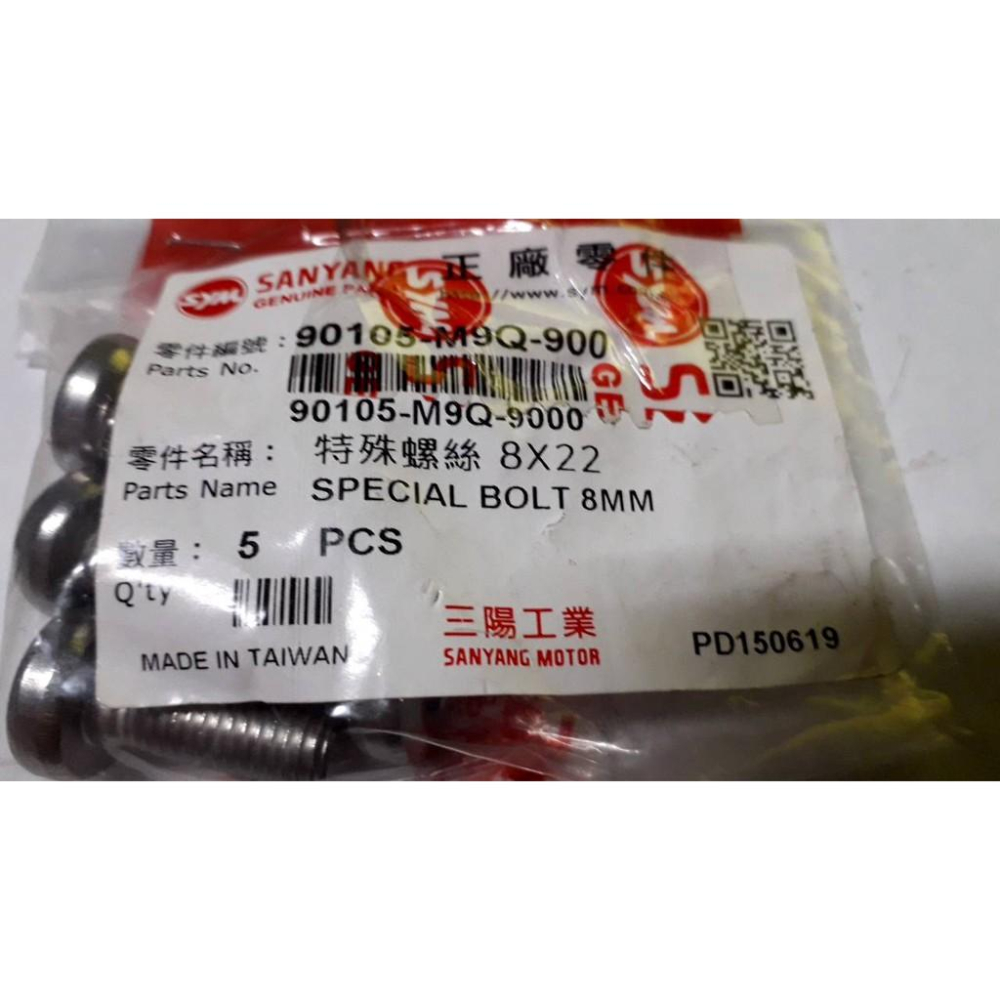 SYM SANYANG 正廠零件
GENUINE PA
零件編號：90105-M9Q-900
Parts No.
90105-M9Q-9000
零件名稱： 特殊螺絲 8X22
Parts Name SPECIAL BOLT 8MM
數量： 5 PCS
Q'ty
三陽工業
MADE IN TAIWAN SANYANG MOTOR PD150619